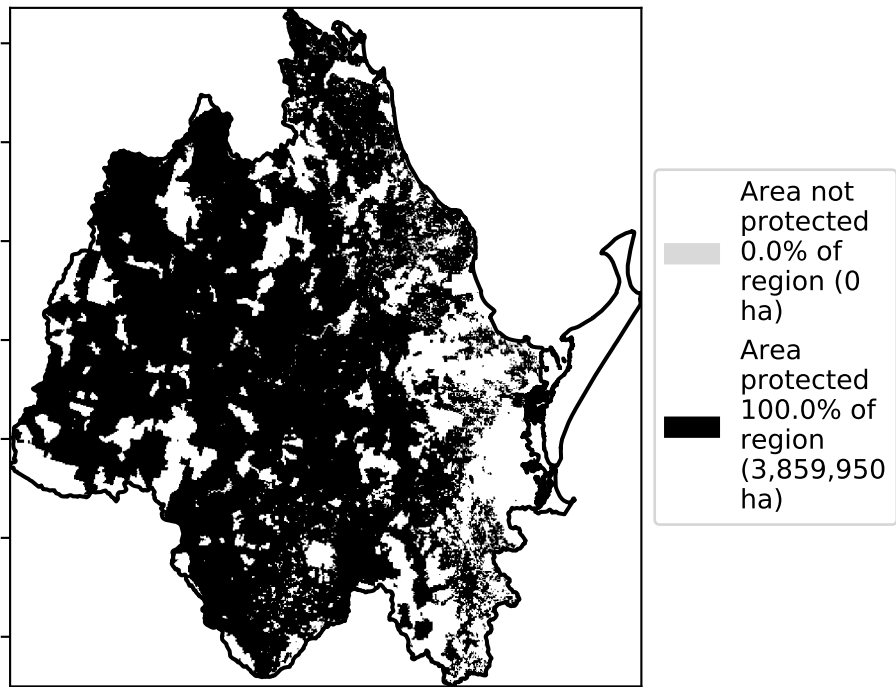 Area not
protected
0.0% of
region (0
ha)
Area
protected
100.0% of
region
(3,859,950
ha)